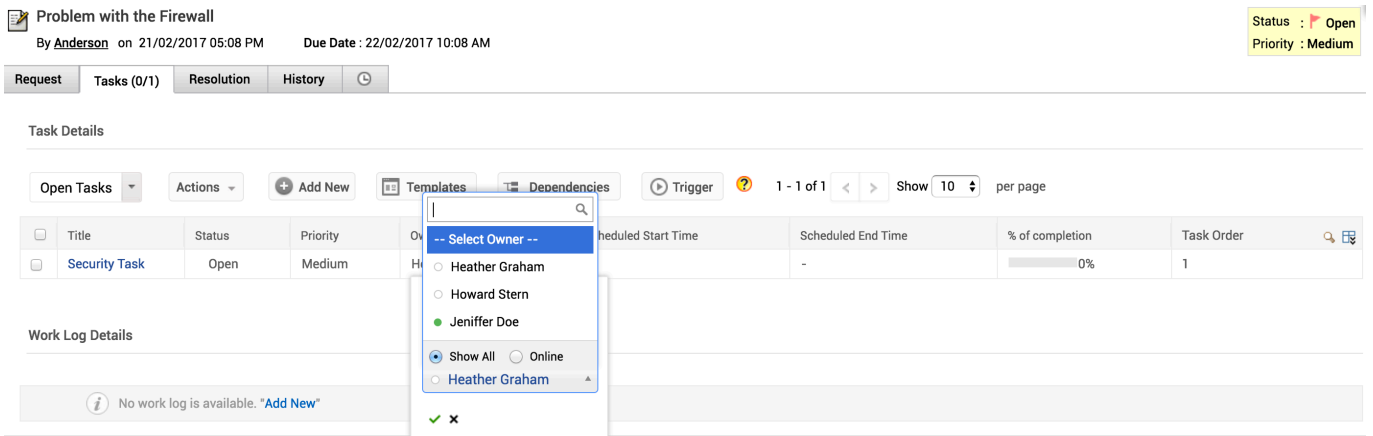 Problem with the Firewall
By Anderson on 21/02/2017 05:08 PM Due Date : 22/02/2017 10:08 AM
Status : Open
Priority : Medium
Request Tasks (0/1) Resolution History
Task Details
Open Tasks Actions Add New Templates Dependencies Trigger 1 - 1 of 1 Show 10 per page
Title Status Priority Scheduled End Time % of completion Task Order
-- Select Owner --
Security Task Open Medium - 0% 1
Heather Graham
Howard Stern
Jeniffer Doe
Work Log Details
Show All Online
Heather Graham
No work log is available. "Add New"